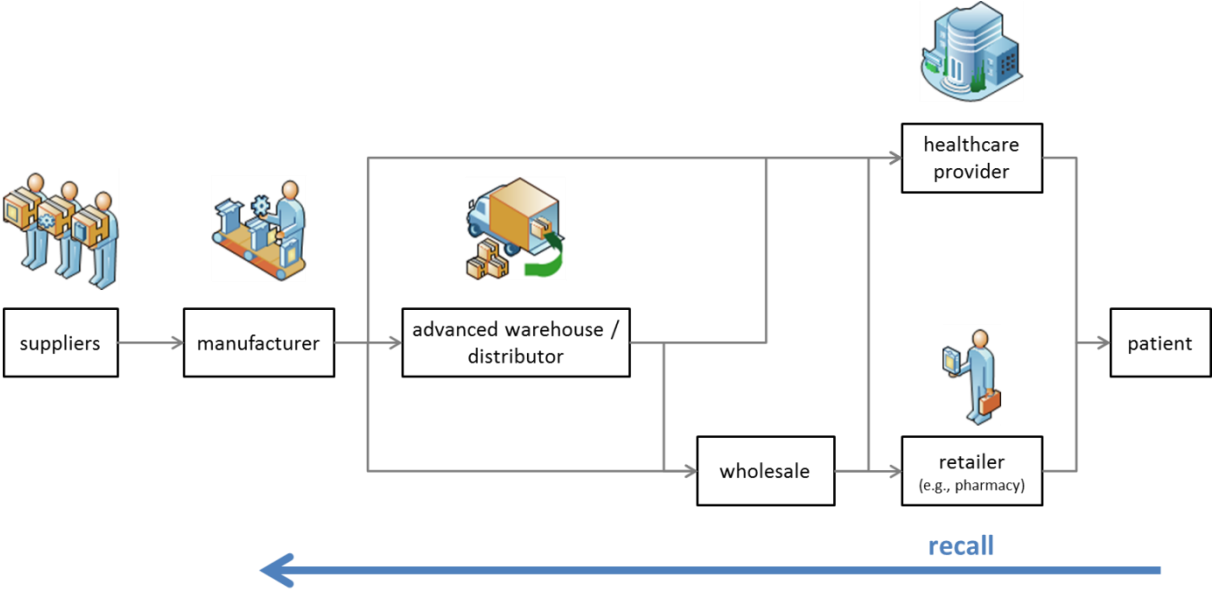 healthcare
provider
suppliers
manufacturer
advanced warehouse /
distributor
patient
wholesale
retailer
(e.g., pharmacy)
recall